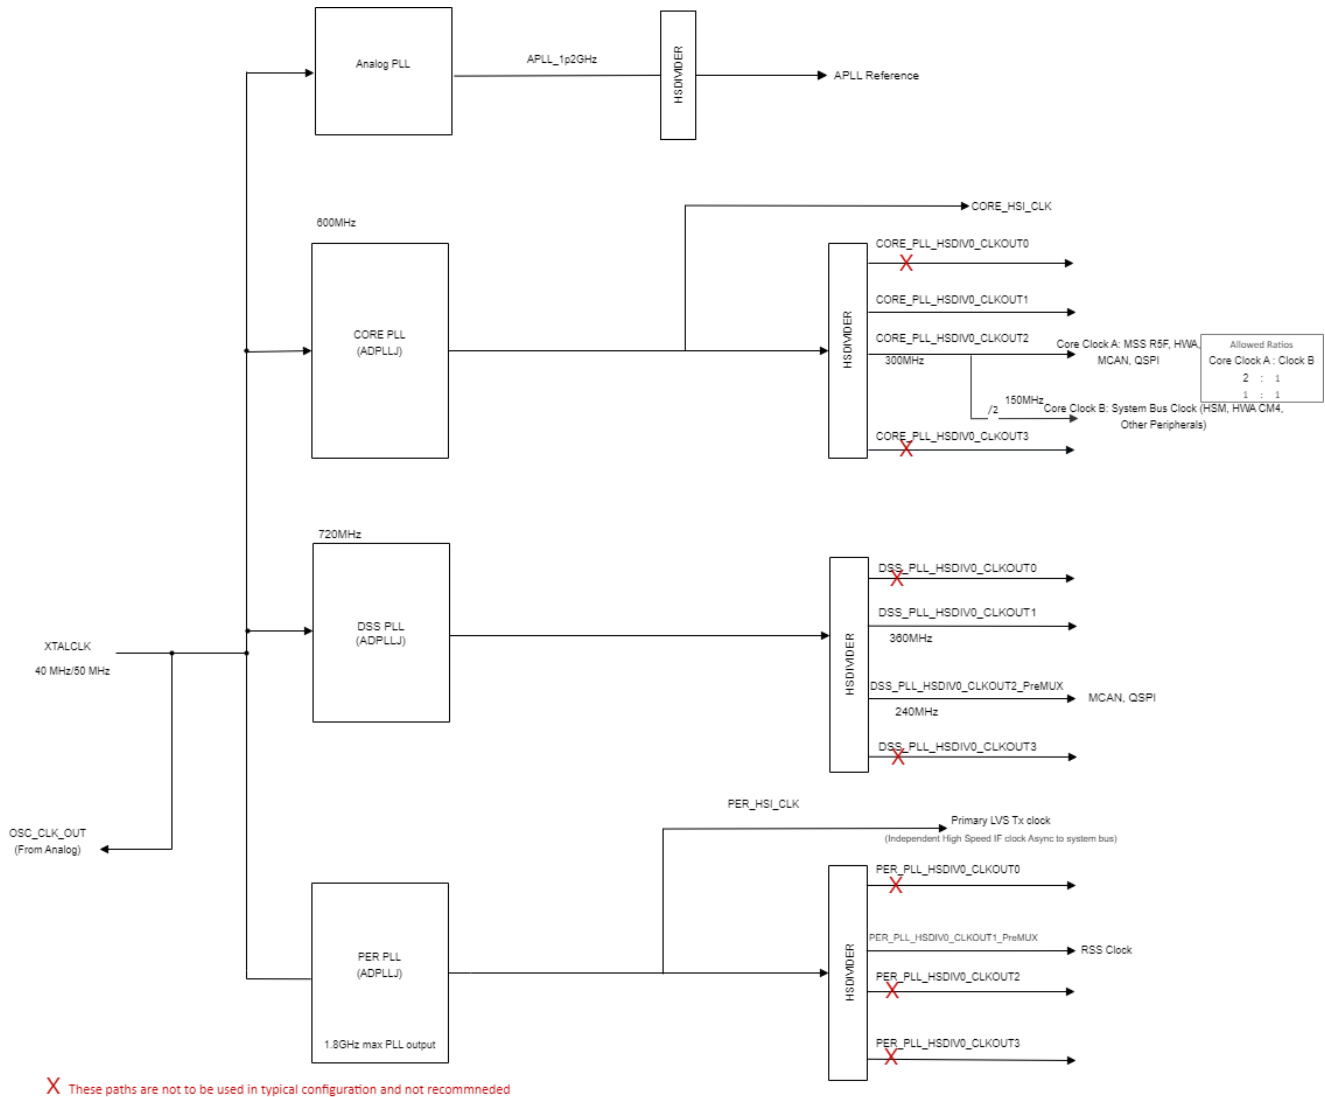 Analog PLL
APLL_1p2GHz
HSDIVIDER
APLL Reference
600MHz
CORE PLL
(ADPLLJ)
CORE_HSI_CLK
HSDIVIDER
CORE_PLL_HSDIV0_CLKOUT0
X
CORE_PLL_HSDIV0_CLKOUT1
CORE_PLL_HSDIV0_CLKOUT2
300MHz
Core Clock A: MSS R5F, HWA,
MCAN, QSPI
Allowed Ratios
Core Clock A : Clock B
2 : 1
1 : 1
/2
150MHz
Core Clock B: System Bus Clock (HSM, HWA CM4,
Other Peripherals)
CORE_PLL_HSDIV0_CLKOUT3
X
720MHz
DSS PLL
(ADPLLJ)
HSDIVIDER
DSS_PLL_HSDIV0_CLKOUT0
X
DSS_PLL_HSDIV0_CLKOUT1
360MHz
DSS_PLL_HSDIV0_CLKOUT2_PreMUX
240MHz
MCAN, QSPI
DSS_PLL_HSDIV0_CLKOUT3
X
XTALCLK
40 MHz/50 MHz
OSC_CLK_OUT
(From Analog)
PER_HSI_CLK
Primary LVS Tx clock
(Independent High Speed IF clock Async to system bus)
PER PLL
(ADPLLJ)
1.8GHz max PLL output
HSDIVIDER
PER_PLL_HSDIV0_CLKOUT0
X
PER_PLL_HSDIV0_CLKOUT1_PreMUX
RSS Clock
PER_PLL_HSDIV0_CLKOUT2
X
PER_PLL_HSDIV0_CLKOUT3
X
X These paths are not to be used in typical configuration and not recommneded